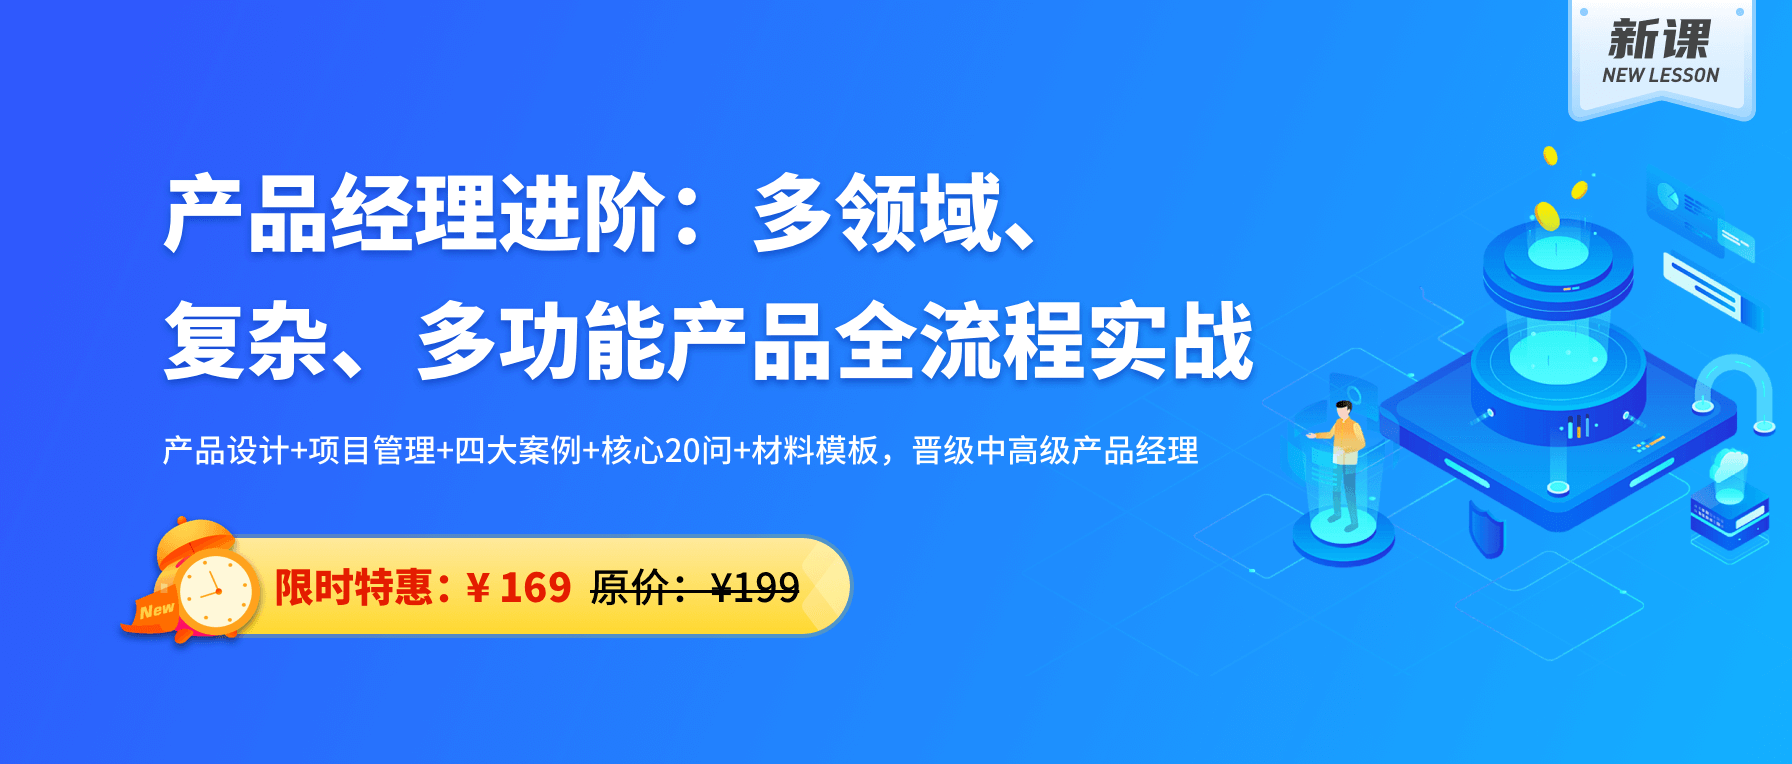 新课
NEW LESSON
产品经理进阶：多领域、
复杂、多功能产品全流程实战
产品设计+项目管理+四大案例+核心20问+材料模板，晋级中高级产品经理
New
限时特惠：¥ 169 原价：¥199